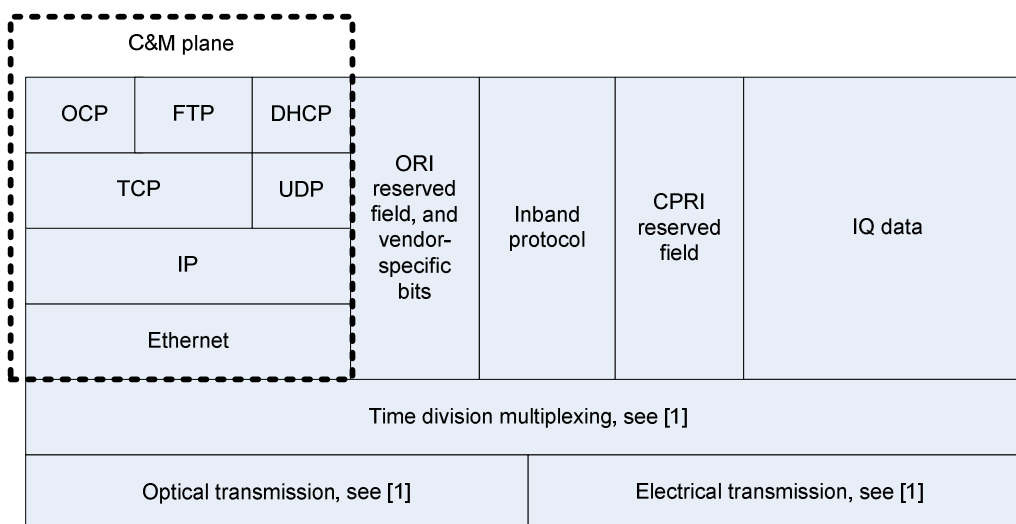 C&M plane
OCP
FTP
DHCP
TCP
UDP
IP
Ethernet
ORI
reserved
field, and
vendor-
specific
bits
Inband
protocol
CPRI
reserved
field
IQ data
Time division multiplexing, see [1]
Optical transmission, see [1]
Electrical transmission, see [1]